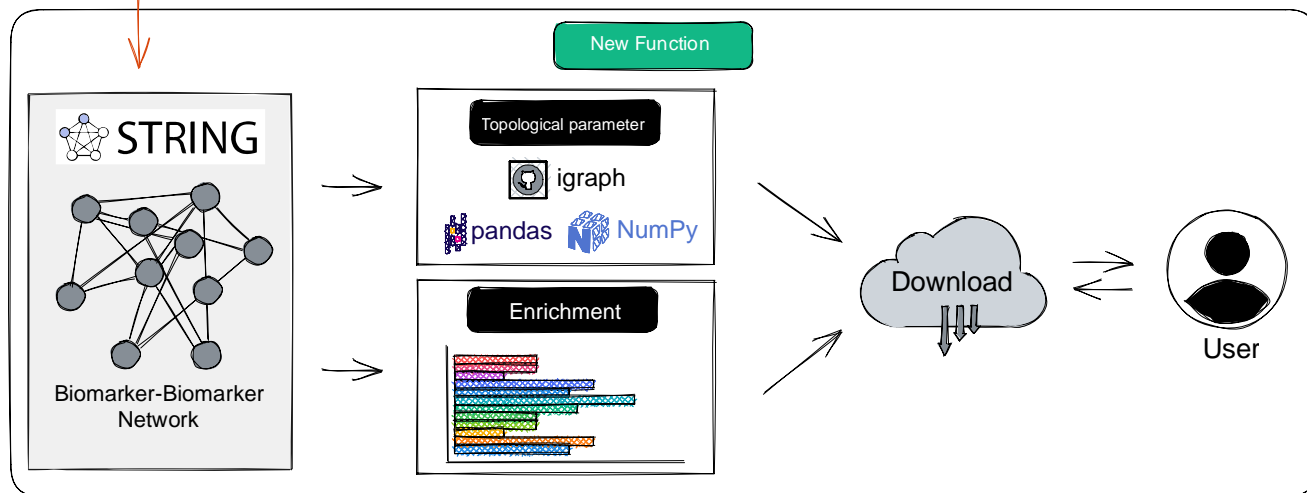 New Function
STRING
Biomarker-Biomarker
Network
Topological parameter
igraph
pandas
NumPy
Enrichment
Download
User